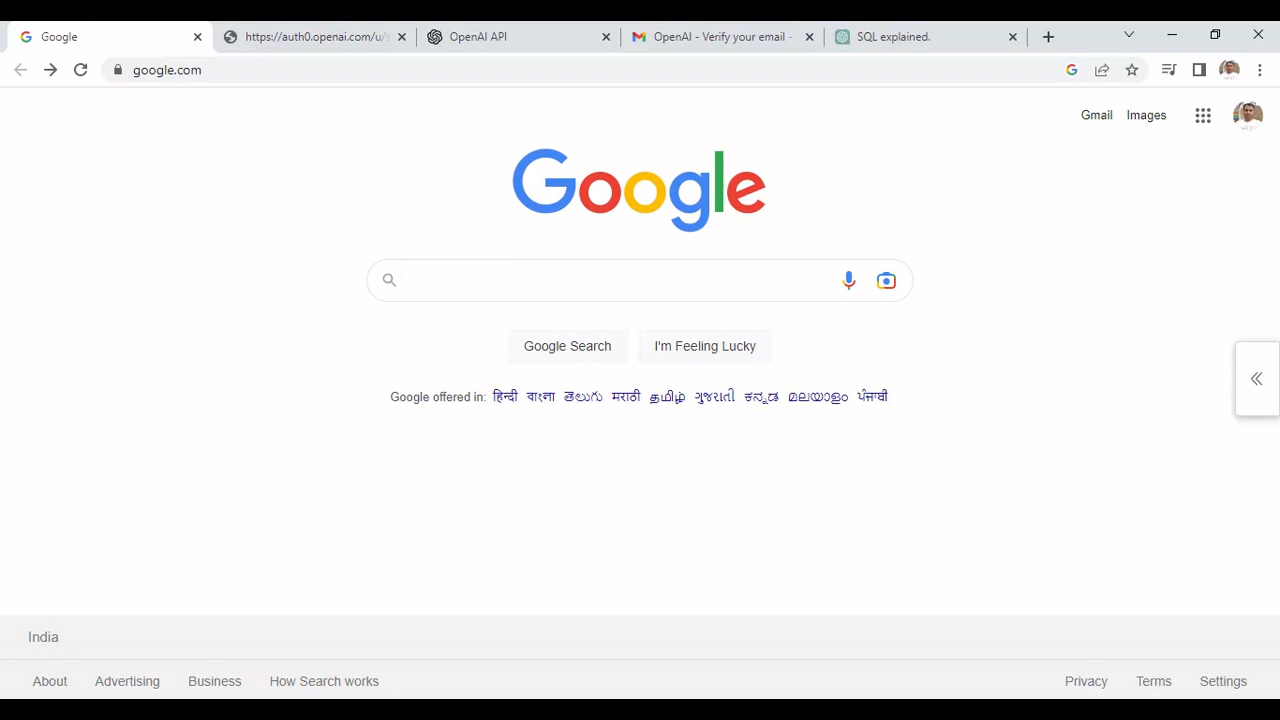 Google
https://auth0.openai.com/u/s
OpenAI API
OpenAI - Verify your email -
SQL explained.
google.com
Gmail Images
Google
Google Search I'm Feeling Lucky
Google offered in: हिन्दी বাংলা తెలుగు मराठी தமிழ் ગુજરાતી ಕನ್ನಡ മലയാളം ਪੰਜਾਬੀ
India
About Advertising Business How Search works Privacy Terms Settings